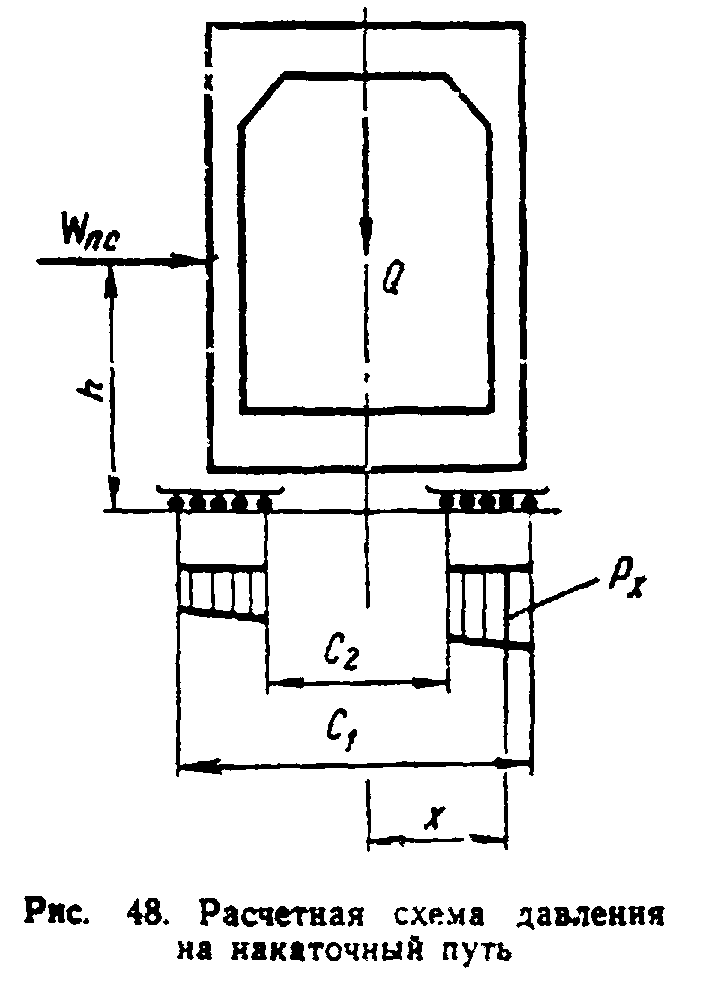 Wпс
Q
h
Px
C2
C1
x
Рис. 48. Расчетная схема давления
на накаточный путь